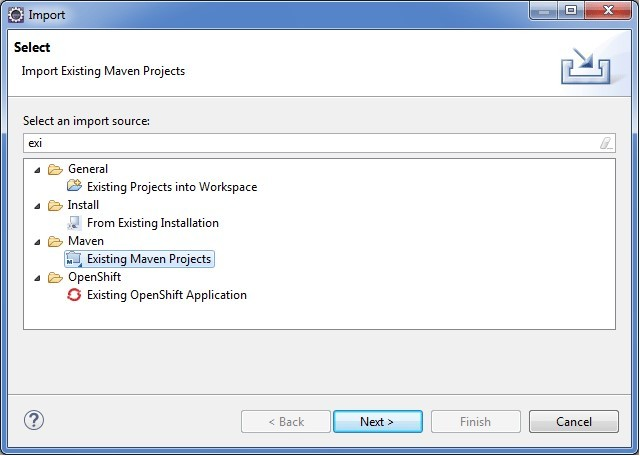 Import
Select
Import Existing Maven Projects
Select an import source:
exi
General
Existing Projects into Workspace
Install
From Existing Installation
Maven
Existing Maven Projects
OpenShift
Existing OpenShift Application
< Back
Next >
Finish
Cancel